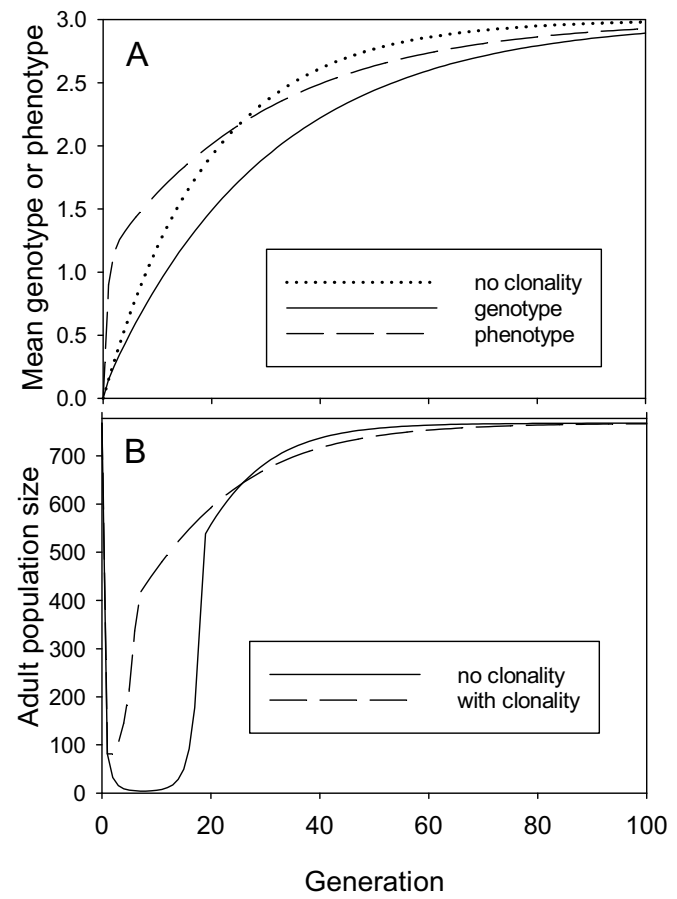 A
Mean genotype or phenotype
3.0
2.5
2.0
1.5
1.0
0.5
0.0
no clonality
genotype
phenotype
B
Adult population size
700
600
500
400
300
200
100
0
no clonality
with clonality
0 20 40 60 80 100
Generation